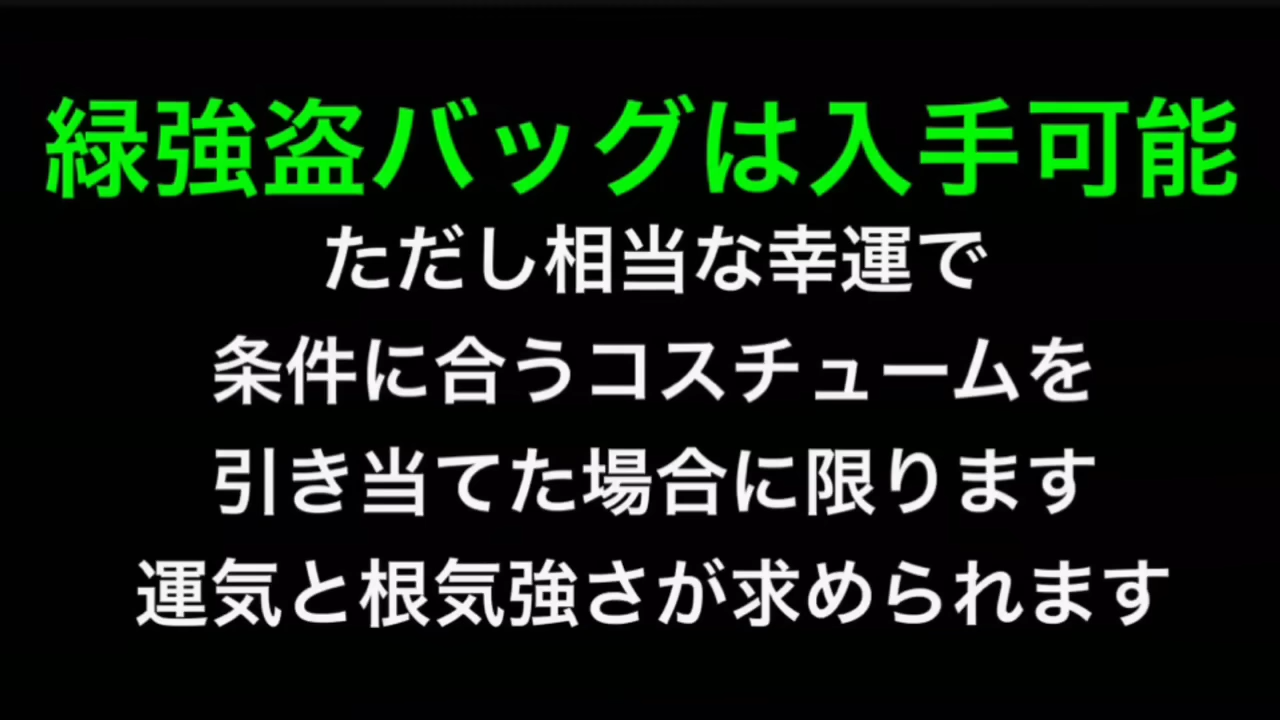 緑強盗バッグは入手可能
ただし相当な幸運で
条件に合うコスチュームを
引き当てた場合に限ります
運気と根気強さが求められます